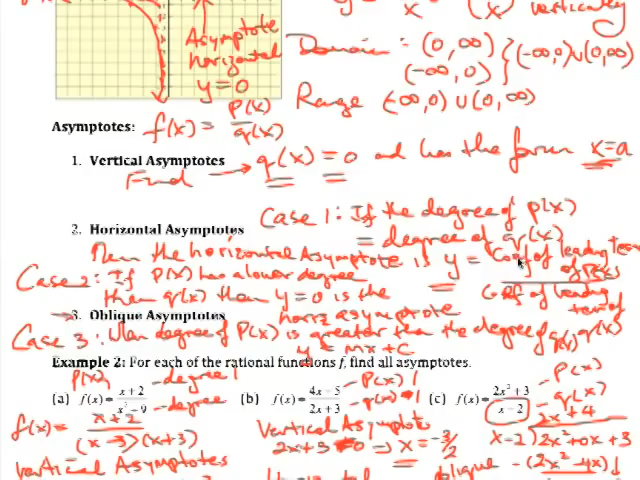 Asymptote
horizontal
y = 0
vertically
Domain : (0, ∞)
(-∞, 0)
} (-∞,0) ∪ (0, ∞)
Range (-∞,0) ∪ (0, ∞)
Asymptotes: f(x) = P(x)/q(x)
1. Vertical Asymptotes
Find → q(x) = 0 and has the form x = a
Case 1: If the degree of P(x)
= degree of q(x)
2. Horizontal Asymptotes
Then the horizontal Asymptote is y = Coef of leading term of P(x) / Coef of leading term of q(x)
Case 2: If P(x) has a lower degree
then q(x) then y = 0 is the
horiz asymptote
3. Oblique Asymptotes
Case 3: When degree of P(x) is greater than the degree of q(x)
y = mx + c
Example 2: For each of the rational functions f, find all asymptotes.
P(x) - degree 1
(a) f(x) = x + 2 / x² - 9 - degree
(b) f(x) = 4x - 5 / 2x + 3 - P(x) 1 - q(x) 1
(c) f(x) = 2x² + 3 / x - 2 - P(x) - q(x)
f(x) = x + 2 / (x - 3)(x + 3)
Vertical Asymptote
2x + 3 = 0 → x = -3/2
2x + 4
x - 2 2x² + 0x + 3
- (2x² - 4x)
vertical Asymptotes
oblique